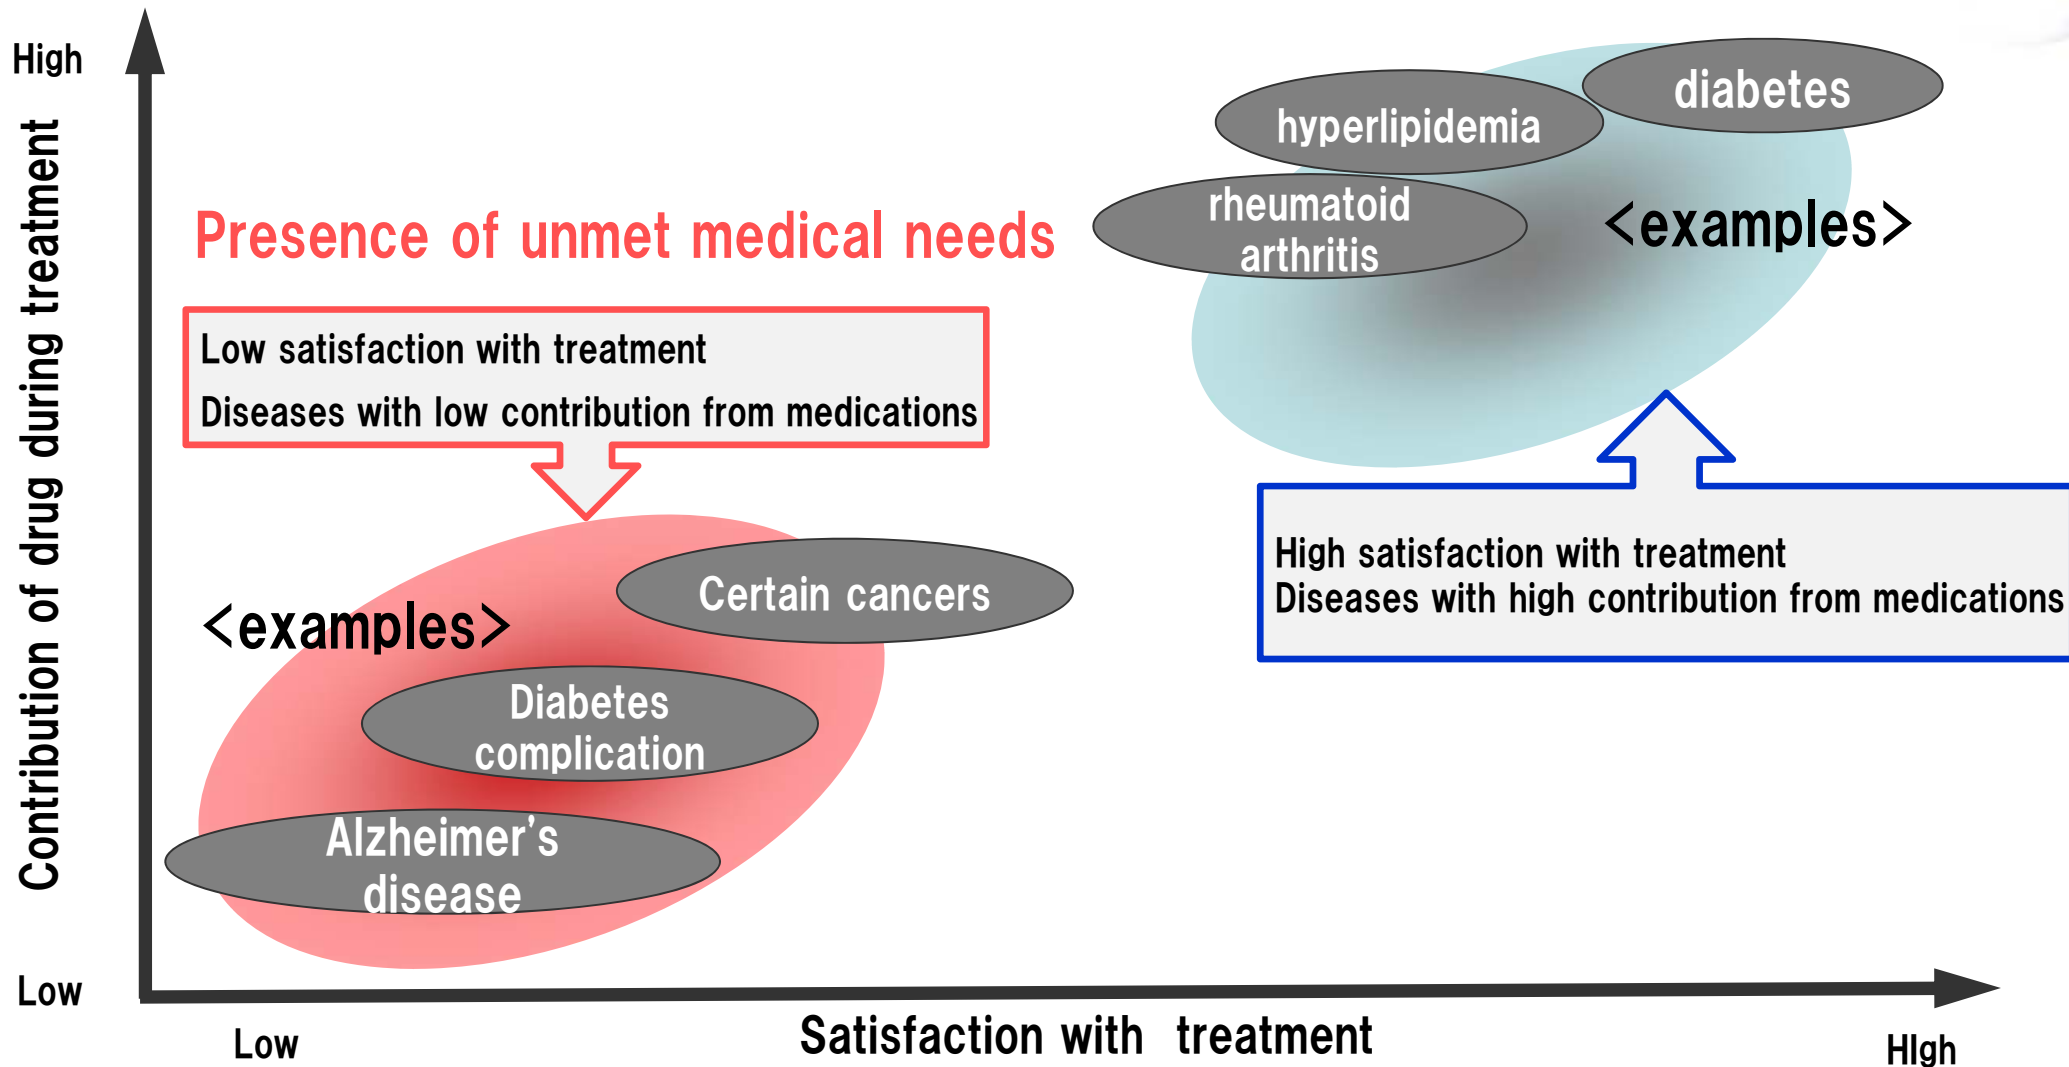 High
Contribution of drug during treatment
Low
Presence of unmet medical needs
Low satisfaction with treatment
Diseases with low contribution from medications
<examples>
Certain cancers
Diabetes
complication
Alzheimer's
disease
diabetes
hyperlipidemia
rheumatoid
arthritis
<examples>
High satisfaction with treatment
Diseases with high contribution from medications
Low
Satisfaction with treatment
HIgh